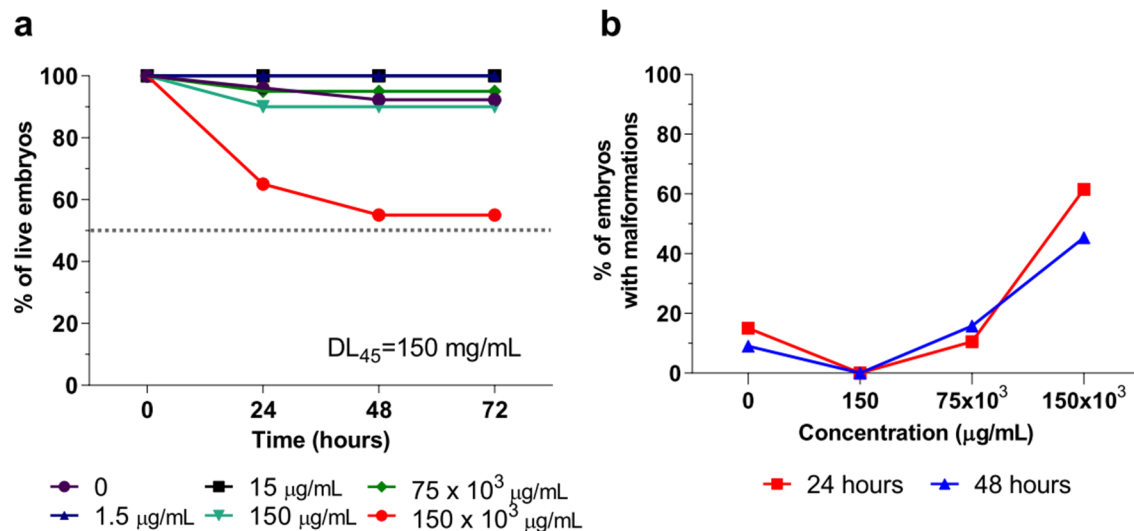 a
% of live embryos
100
80
60
40
20
0
DL₄₅=150 mg/mL
0 24 48 72
Time (hours)
0 15 μg/mL 75 x 10³ μg/mL
1.5 μg/mL 150 μg/mL 150 x 10³ μg/mL
b
% of embryos
with malformations
100
80
60
40
20
0
0 150 75x10³ 150x10³
Concentration (μg/mL)
24 hours 48 hours